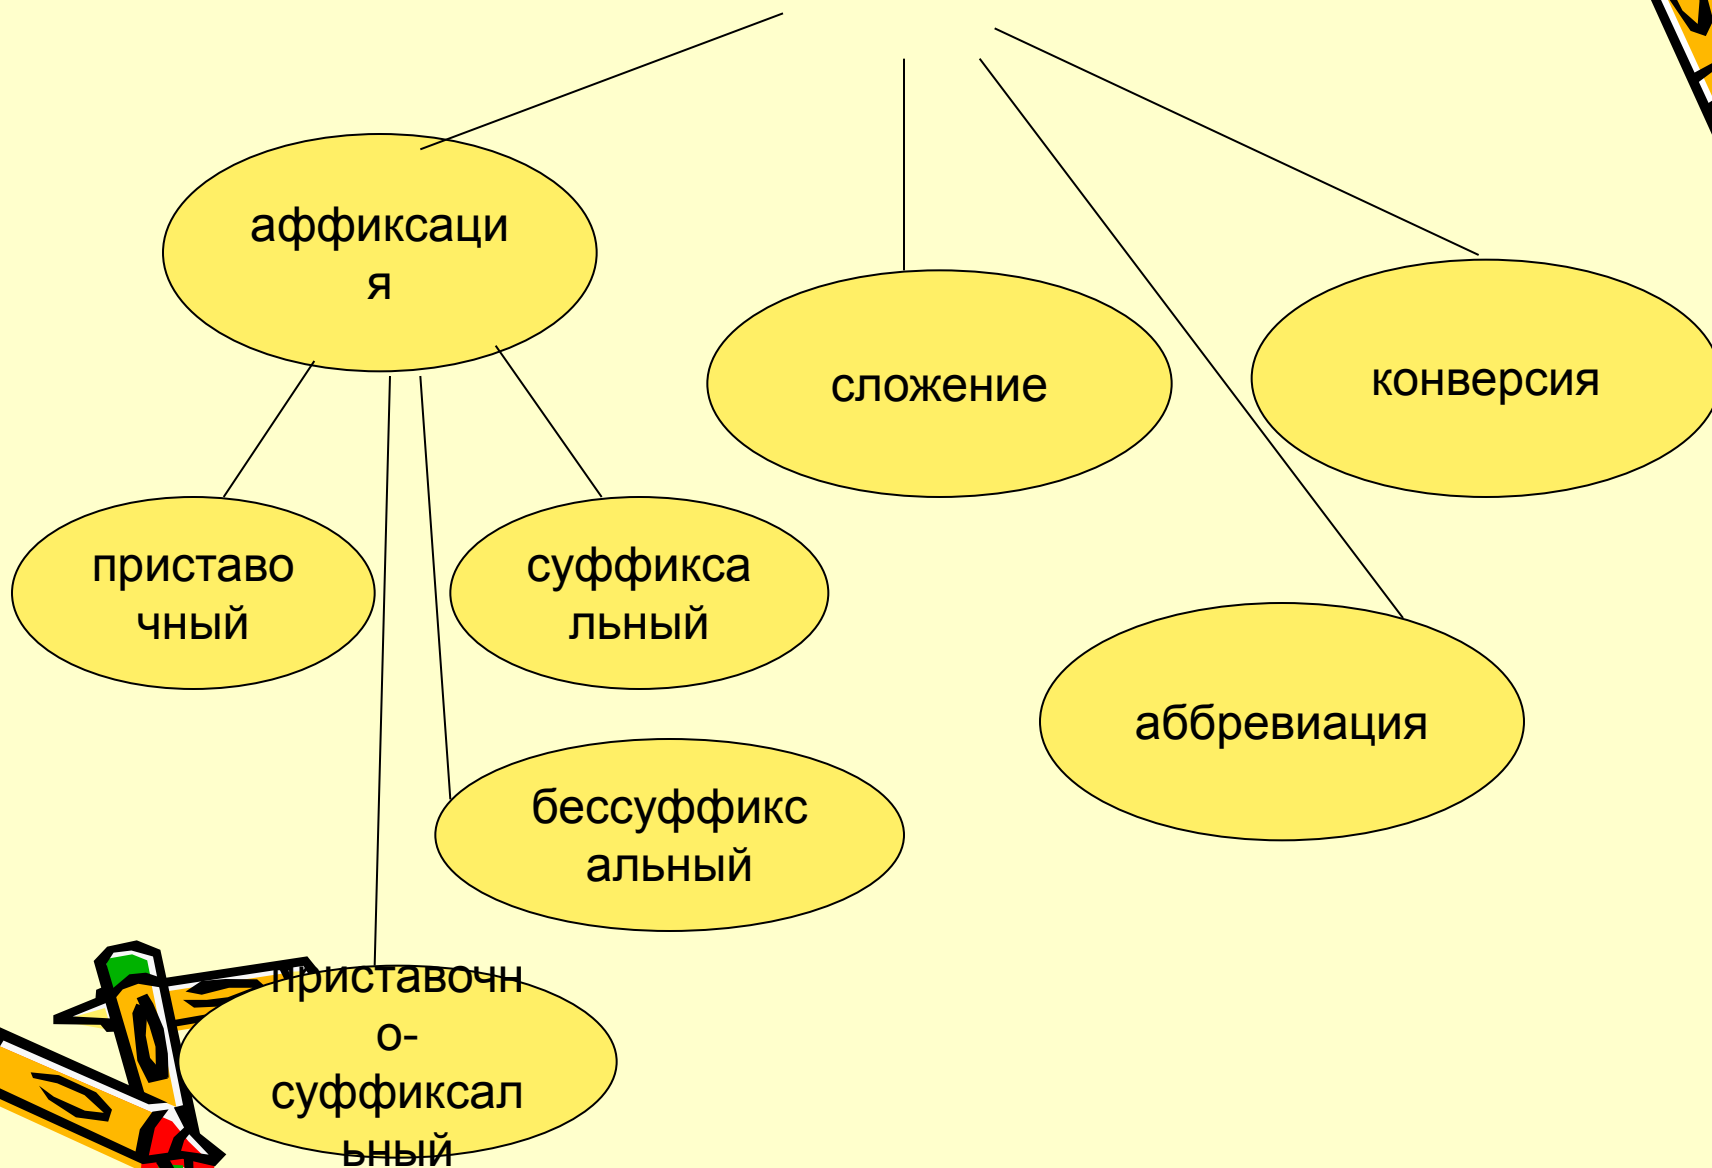 аффиксаци
я
сложение
конверсия
приставо
чный
суффикса
льный
аббревиация
бессуффикс
альный
приставочн
о-
суффиксал
ьный